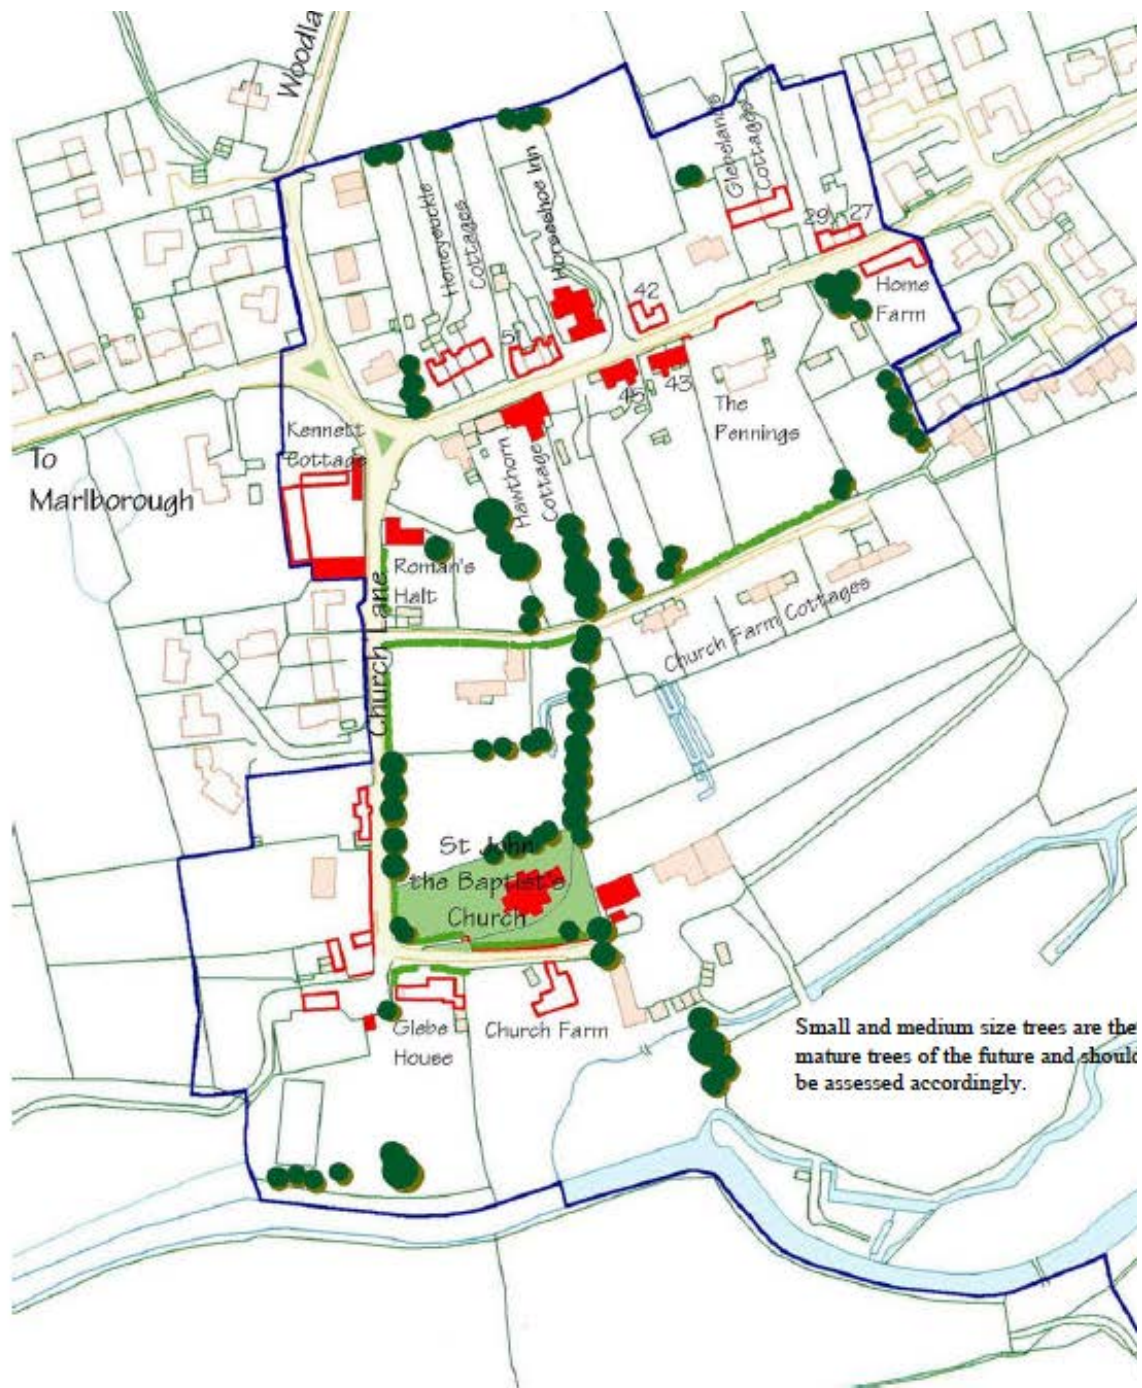 Woodla
Glebelands
Cottages
Honeysuckle
Cottages
Horseshoe Inn
29
27
42
Home
Farm
51
45
43
The
Pennings
Kennett
Cottage
Hawthorn
Cottage
To
Marlborough
Roman's
Halt
Church Lane
Church Farm Cottages
St John
the Baptist's
Church
Glebe
House
Church Farm
Small and medium size trees are the
mature trees of the future and should
be assessed accordingly.